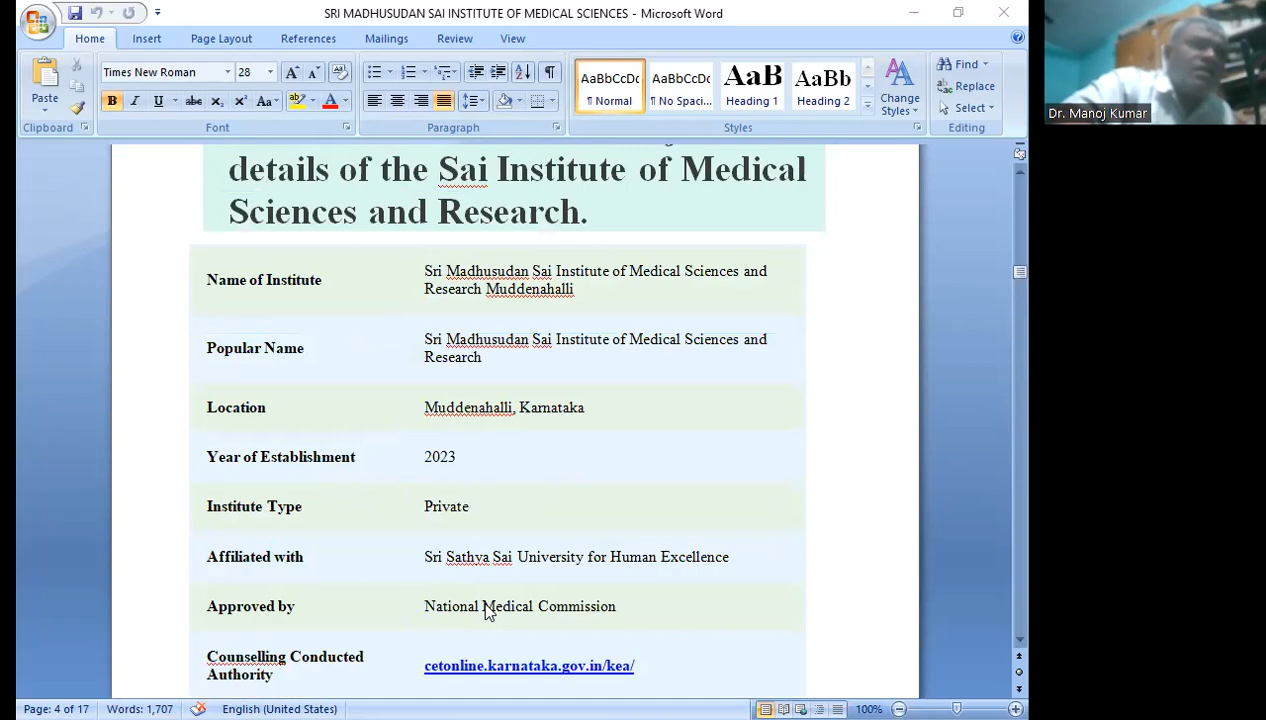 SRI MADHUSUDAN SAI INSTITUTE OF MEDICAL SCIENCES - Microsoft Word
Home Insert Page Layout References Mailings Review View
Paste
Clipboard
Times New Roman 28
B I U abc x₂ x² Aa A
Font
Paragraph
AaBbCcDc AaBbCcDc AaB AaBb(
¶ Normal ¶ No Spaci... Heading 1 Heading 2
Change
Styles
Styles
Find
Replace
Select
Editing
Dr. Manoj Kumar
details of the Sai Institute of Medical
Sciences and Research.
Name of Institute
Sri Madhusudan Sai Institute of Medical Sciences and
Research Muddenahalli
Popular Name
Sri Madhusudan Sai Institute of Medical Sciences and
Research
Location
Muddenahalli, Karnataka
Year of Establishment
2023
Institute Type
Private
Affiliated with
Sri Sathya Sai University for Human Excellence
Approved by
National Medical Commission
Counselling Conducted
Authority
cetonline.karnataka.gov.in/kea/
Page: 4 of 17 Words: 1,707 English (United States) 100%